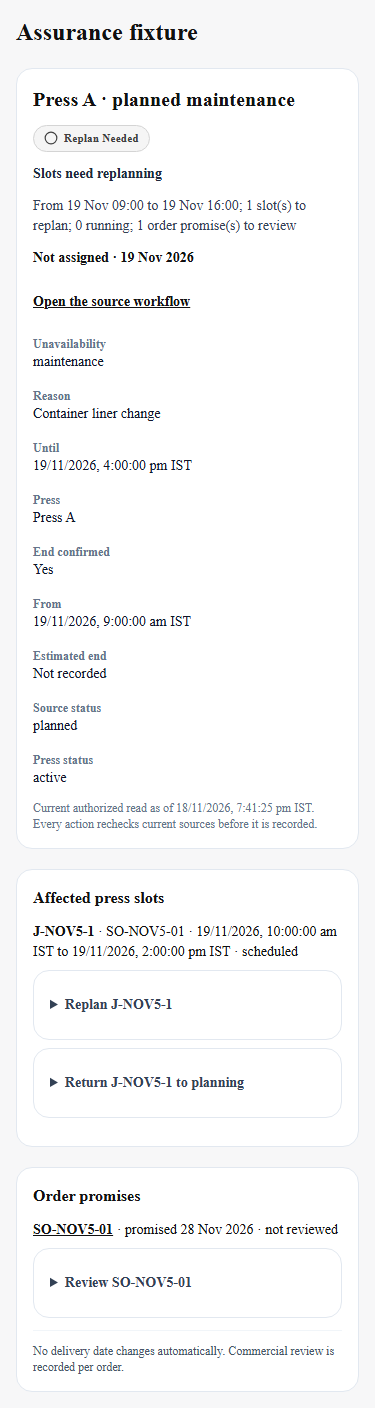 Assurance fixture
Press A · planned maintenance
Replan Needed
Slots need replanning
From 19 Nov 09:00 to 19 Nov 16:00; 1 slot(s) to
replan; 0 running; 1 order promise(s) to review
Not assigned · 19 Nov 2026
Open the source workflow
Unavailability
maintenance
Reason
Container liner change
Until
19/11/2026, 4:00:00 pm IST
Press
Press A
End confirmed
Yes
From
19/11/2026, 9:00:00 am IST
Estimated end
Not recorded
Source status
planned
Press status
active
Current authorized read as of 18/11/2026, 7:41:25 pm IST.
Every action rechecks current sources before it is recorded.
Affected press slots
J-NOV5-1 · SO-NOV5-01 · 19/11/2026, 10:00:00 am
IST to 19/11/2026, 2:00:00 pm IST · scheduled
Replan J-NOV5-1
Return J-NOV5-1 to planning
Order promises
SO-NOV5-01 · promised 28 Nov 2026 · not reviewed
Review SO-NOV5-01
No delivery date changes automatically. Commercial review is
recorded per order.